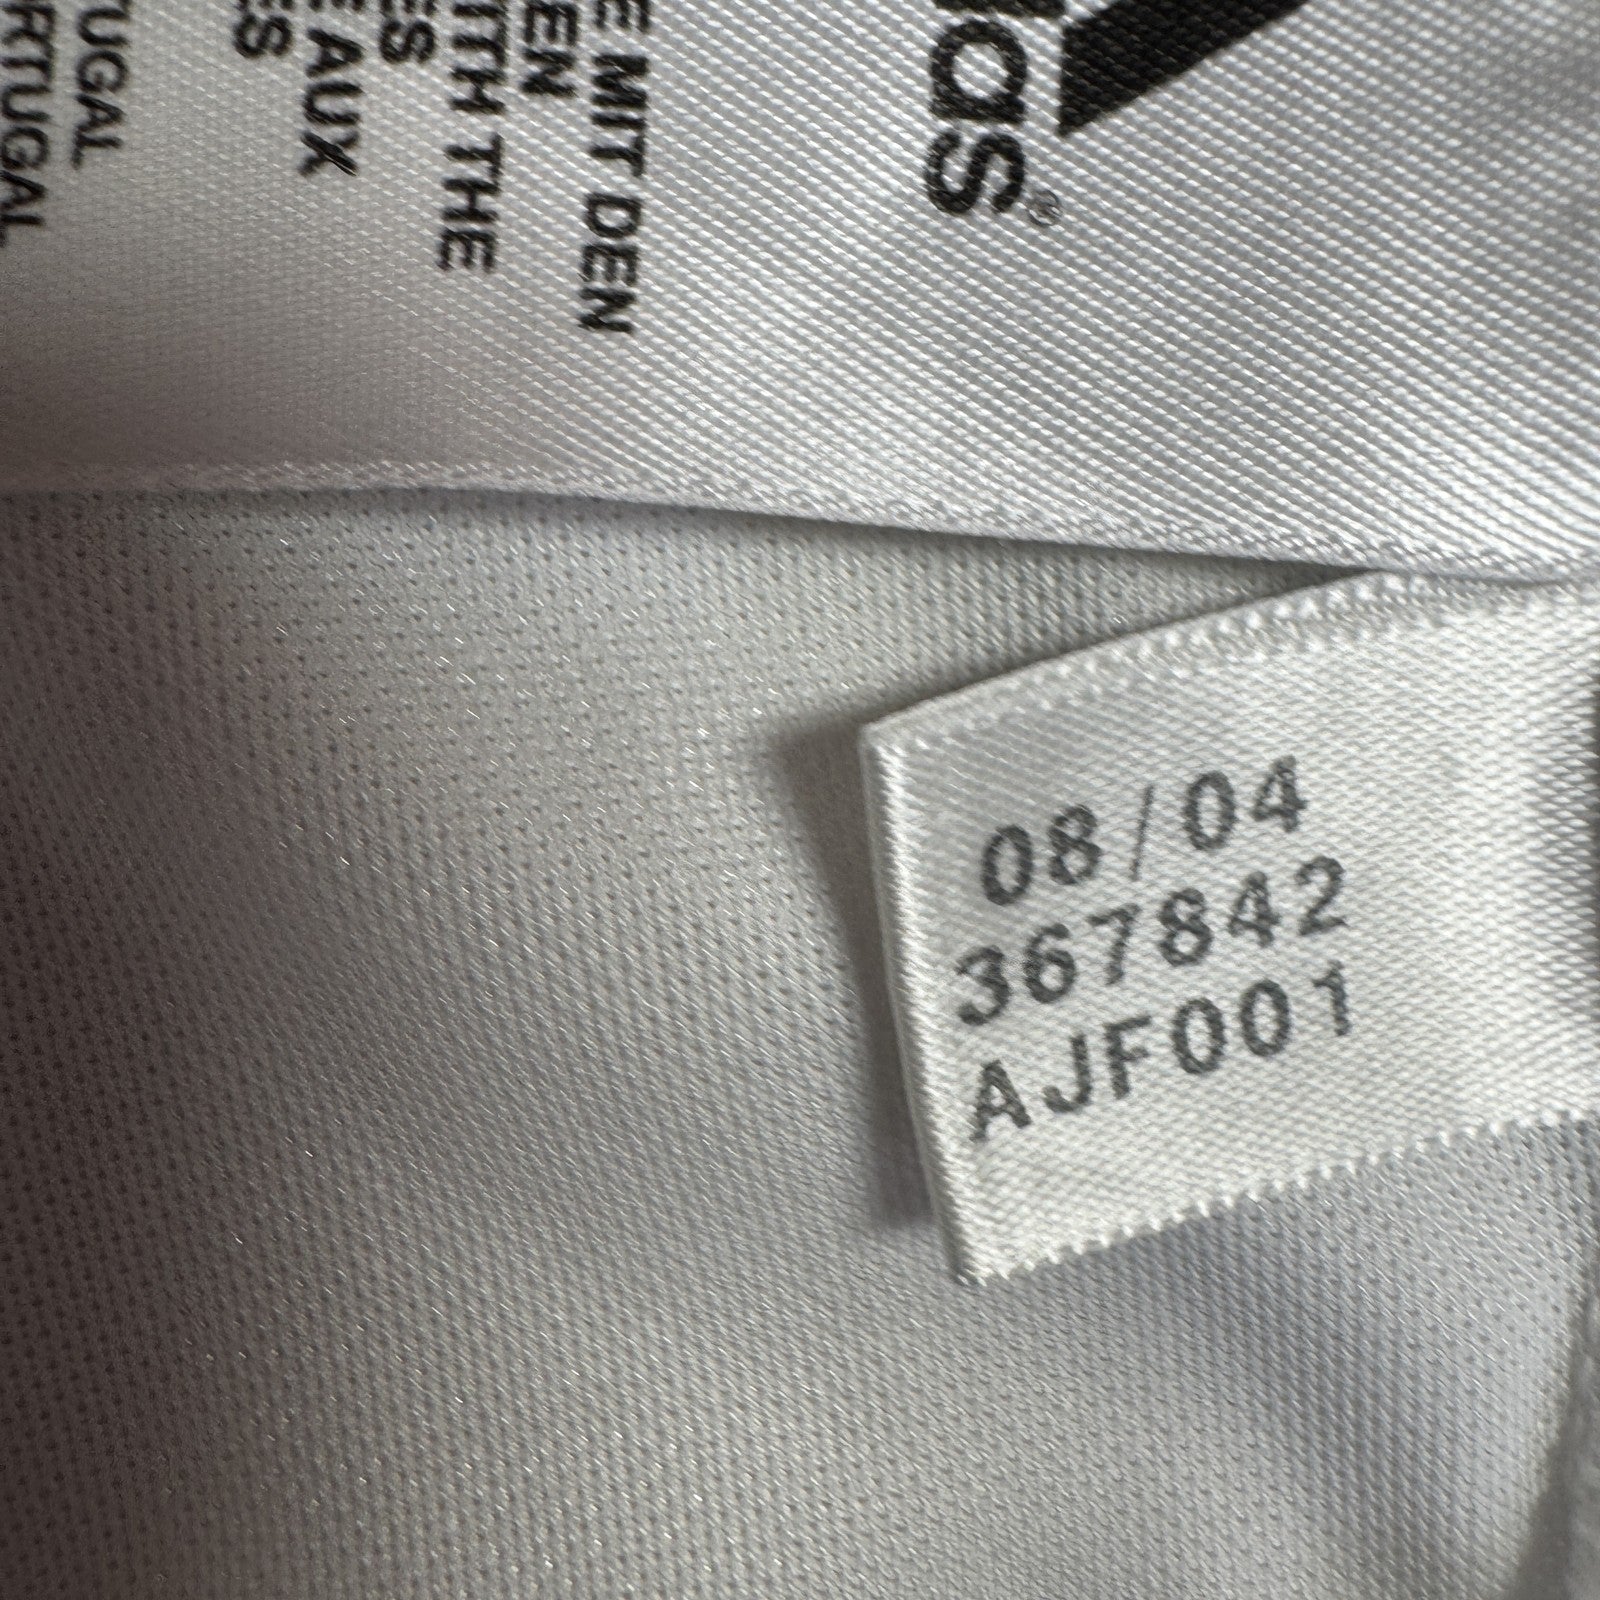 das®
E MIT DEN
EN
ITH THE
ES
E AUX
ES
TUGAL
RTUGAL
08/04
367842
AJF001